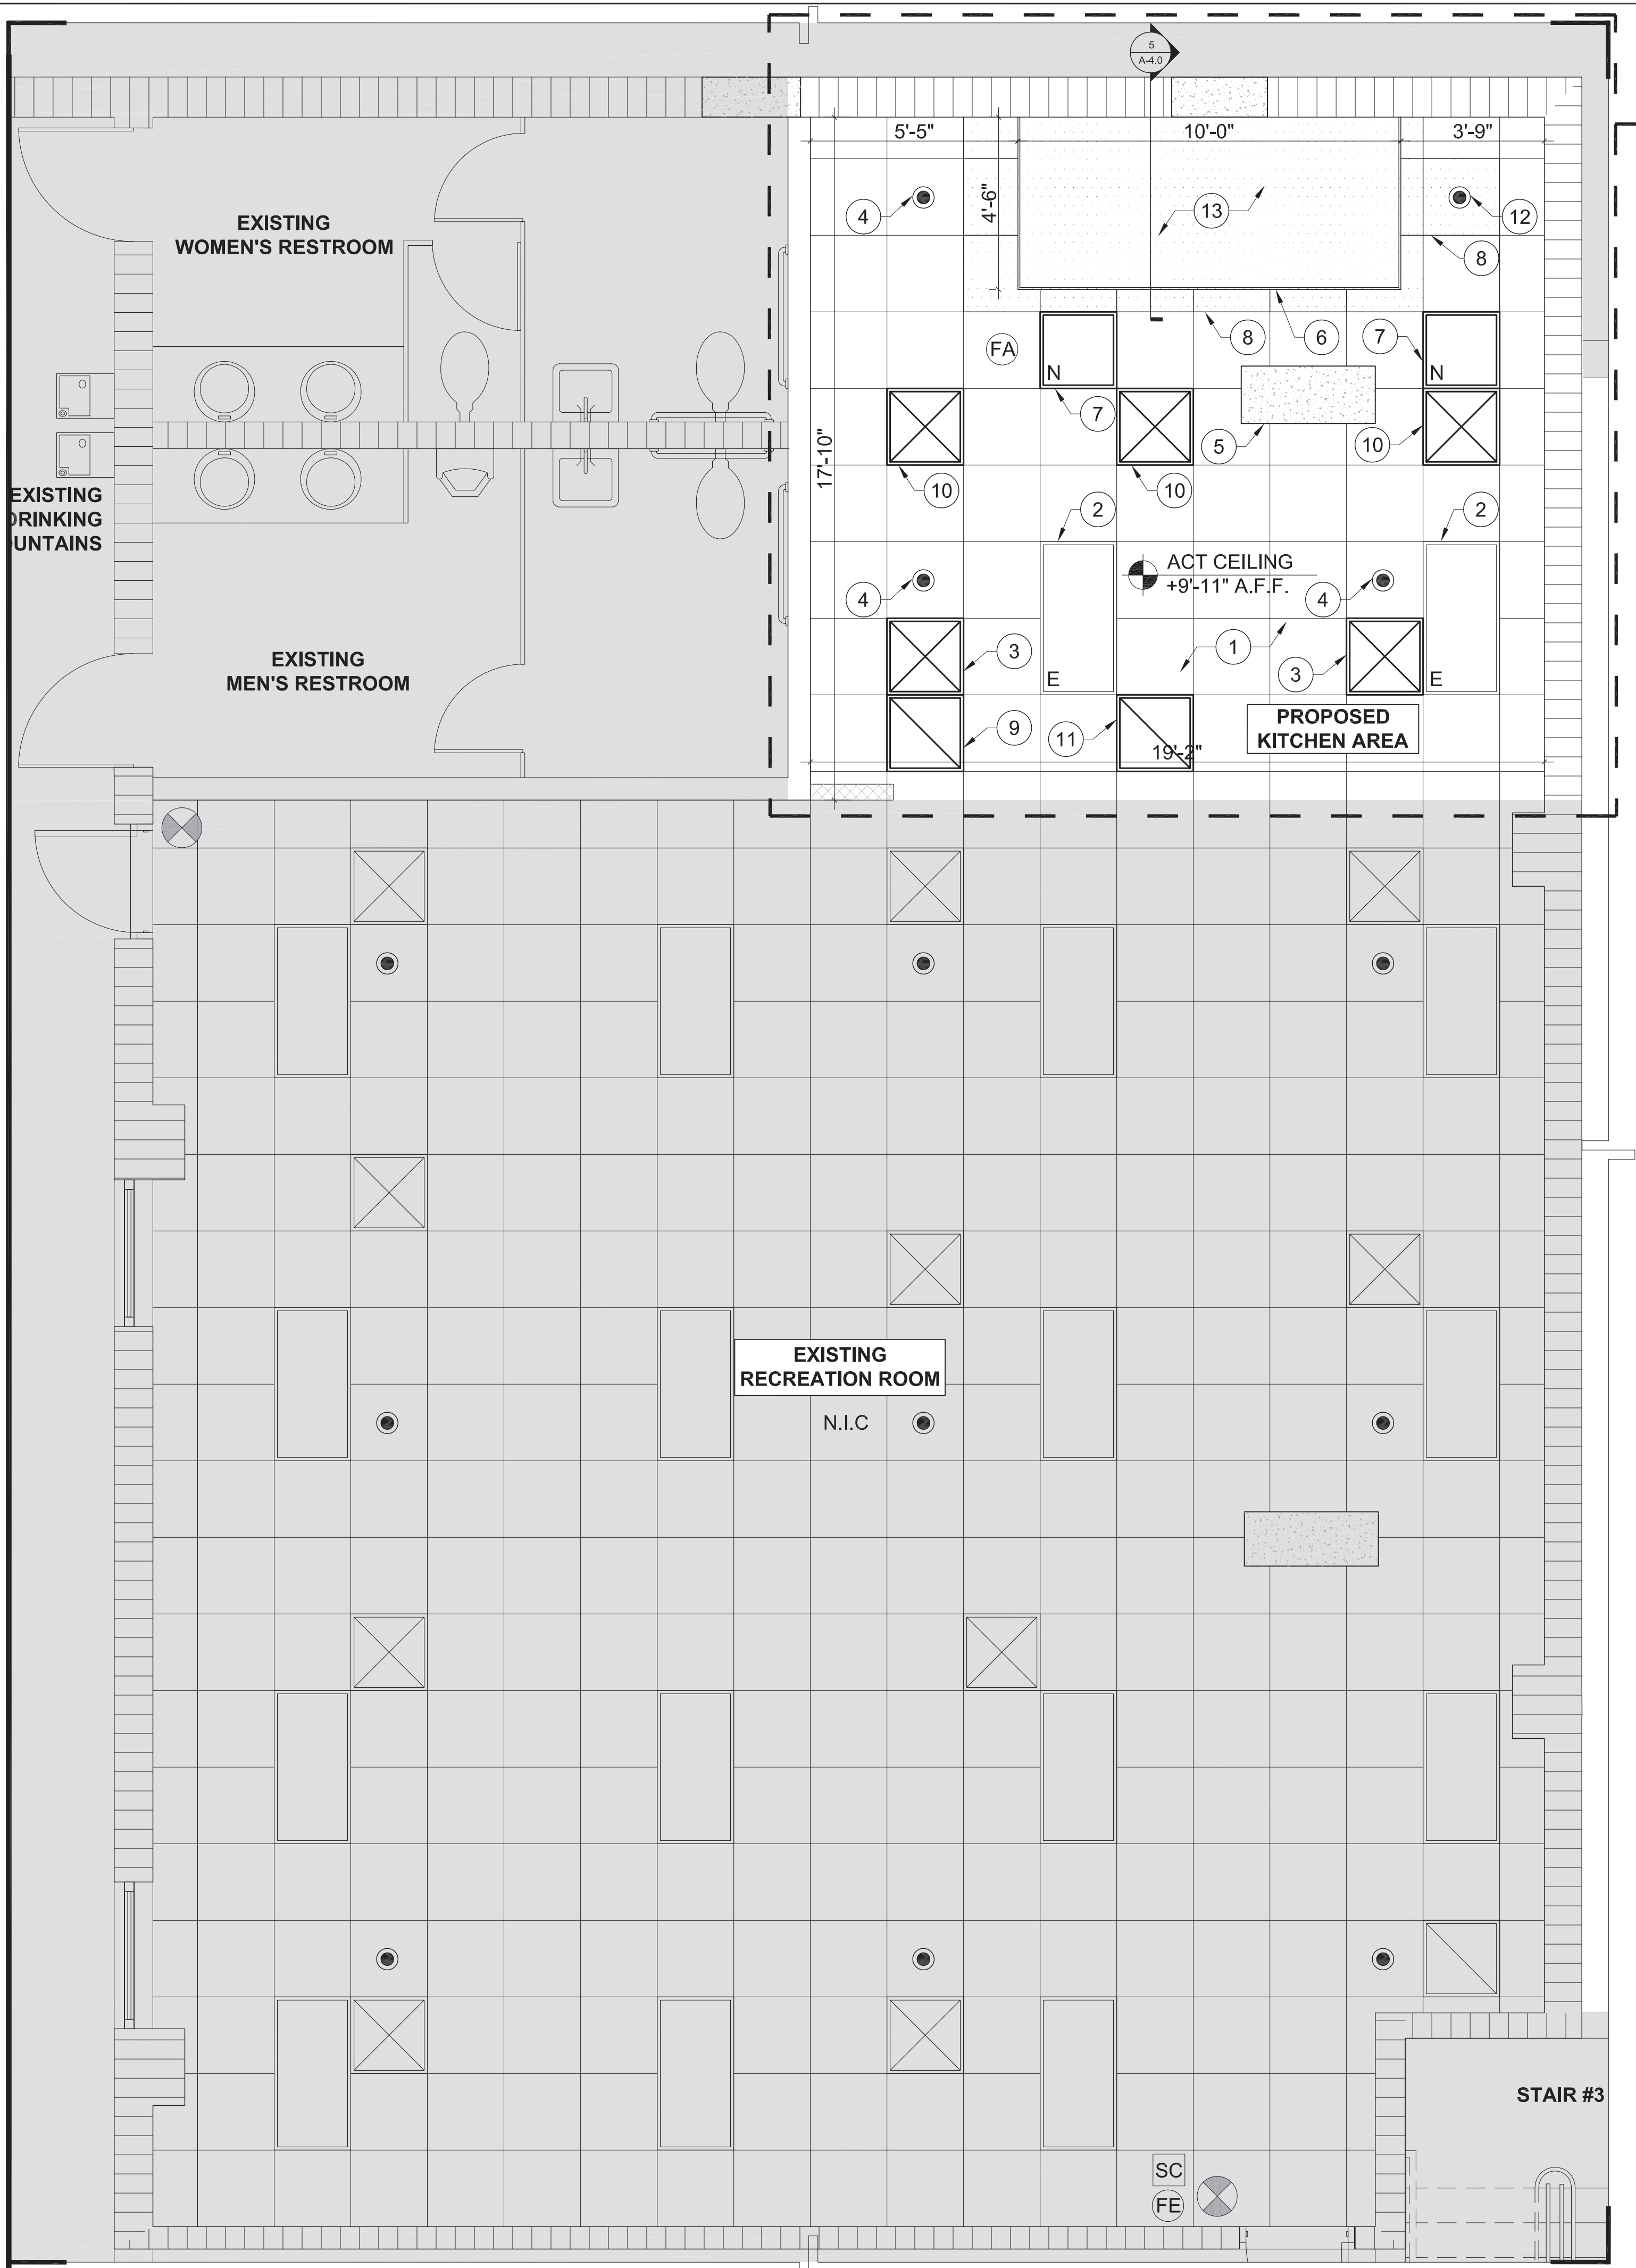 5
A-4.0
5'-5"
10'-0"
3'-9"
4
4'-6"
13
12
EXISTING
WOMEN'S RESTROOM
8
FA
8
6
7
N
N
7
5
10
17'-10"
10
10
EXISTING
DRINKING
UNTAINS
2
2
ACT CEILING
+9'-11" A.F.F.
4
4
3
1
3
EXISTING
MEN'S RESTROOM
E
E
9
11
19'-2"
PROPOSED
KITCHEN AREA
EXISTING
RECREATION ROOM
N.I.C
STAIR #3
SC
FE